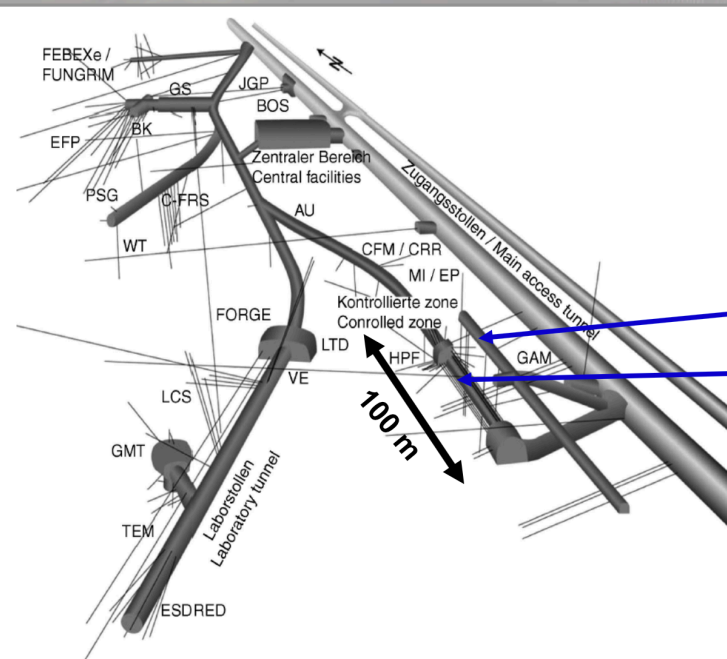 FEBEXe /
FUNGRIM
N
GS
JGP
BOS
BK
EFP
Zentraler Bereich
Central facilities
PSG
C-FRS
AU
WT
Zugangsstollen / Main access tunnel
CFM / CRR
MI / EP
Kontrollierte zone
Conrolled zone
FORGE
LTD
HPF
GAM
VE
LCS
100 m
GMT
Laborstollen
Laboratory tunnel
TEM
ESDRED